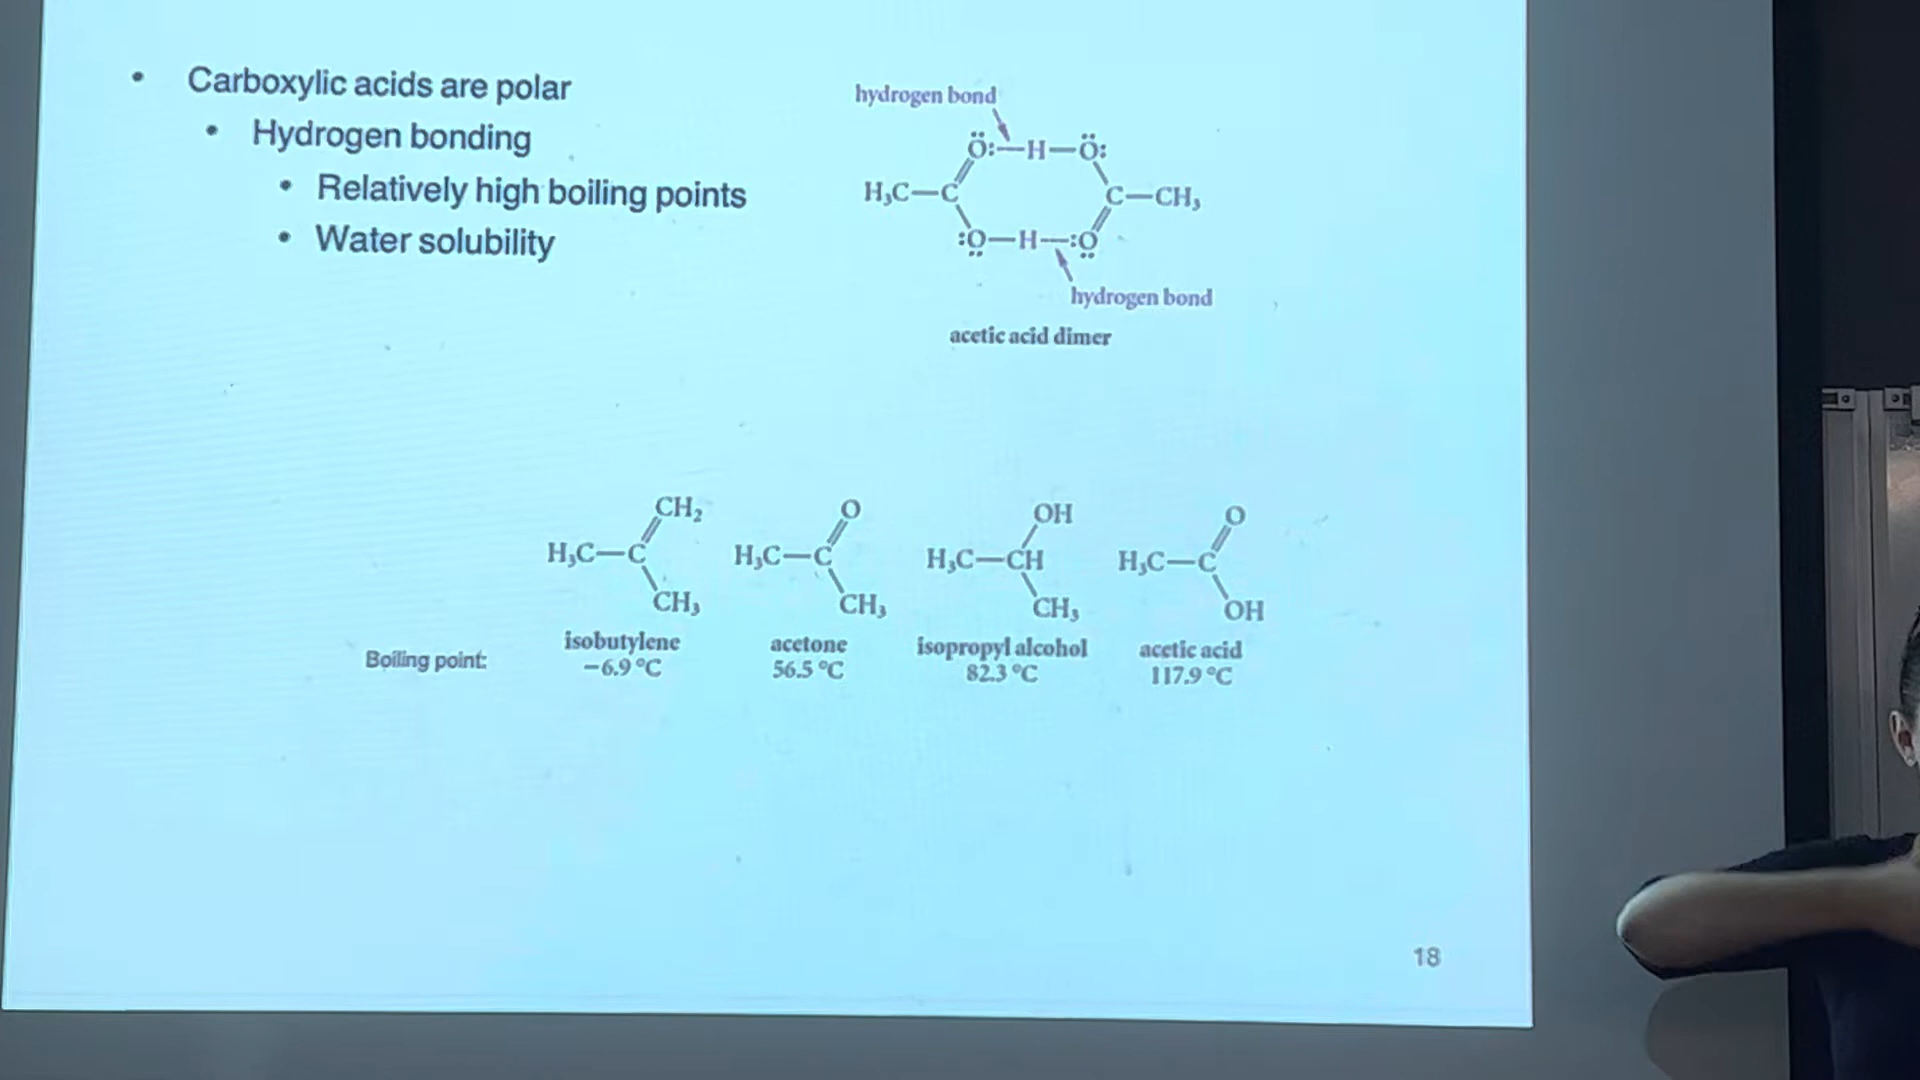 • Carboxylic acids are polar
• Hydrogen bonding
• Relatively high boiling points
• Water solubility
hydrogen bond
Ö:—H—Ö:
H₃C—C
C—CH₃
:O—H—:O
hydrogen bond
acetic acid dimer
CH₂
H₃C—C
CH₃
isobutylene
−6.9 °C
O
H₃C—C
CH₃
acetone
56.5 °C
OH
H₃C—CH
CH₃
isopropyl alcohol
82.3 °C
O
H₃C—C
OH
acetic acid
117.9 °C
Boiling point:
18